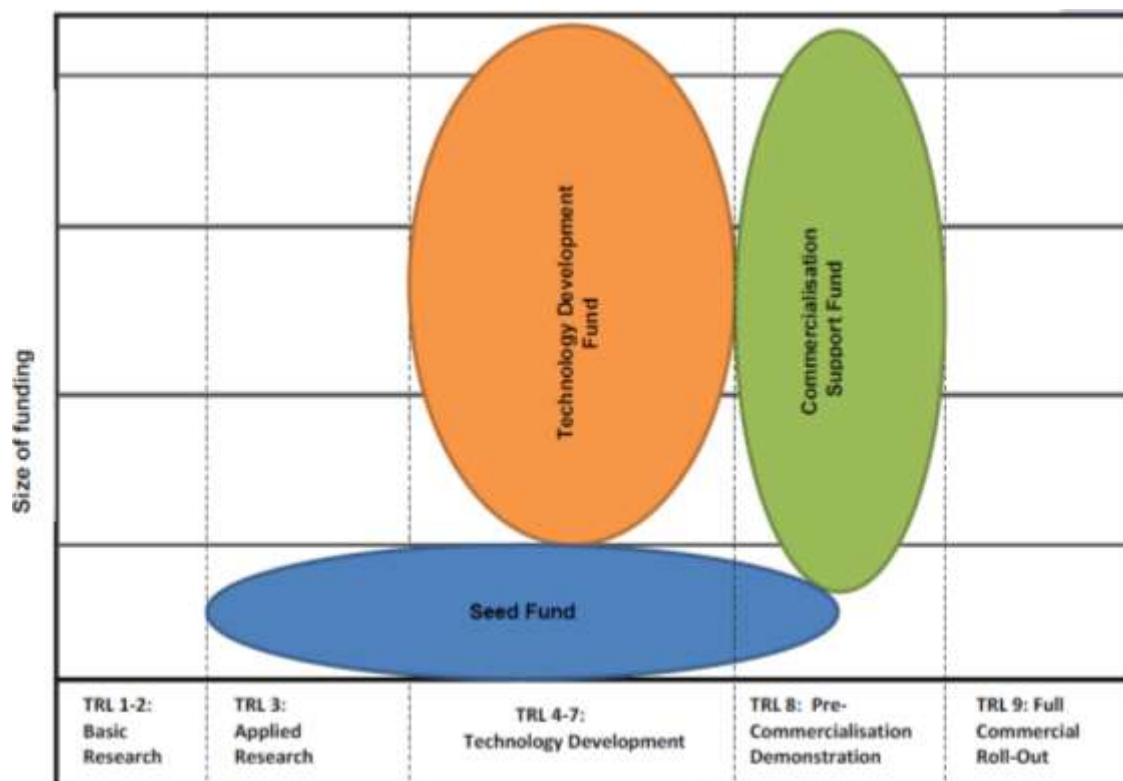 Size of funding
Technology Development
Fund
Commercialisation
Support Fund
Seed Fund
TRL 1-2:
Basic
Research
TRL 3:
Applied
Research
TRL 4-7:
Technology Development
TRL 8: Pre-
Commercialisation
Demonstration
TRL 9: Full
Commercial
Roll-Out